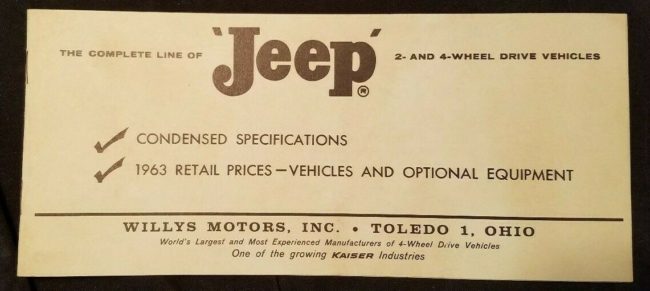 THE COMPLETE LINE OF 'Jeep'® 2- AND 4-WHEEL DRIVE VEHICLES
CONDENSED SPECIFICATIONS
1963 RETAIL PRICES—VEHICLES AND OPTIONAL EQUIPMENT
WILLYS MOTORS, INC. • TOLEDO 1, OHIO
World's Largest and Most Experienced Manufacturers of 4-Wheel Drive Vehicles
One of the growing KAISER Industries